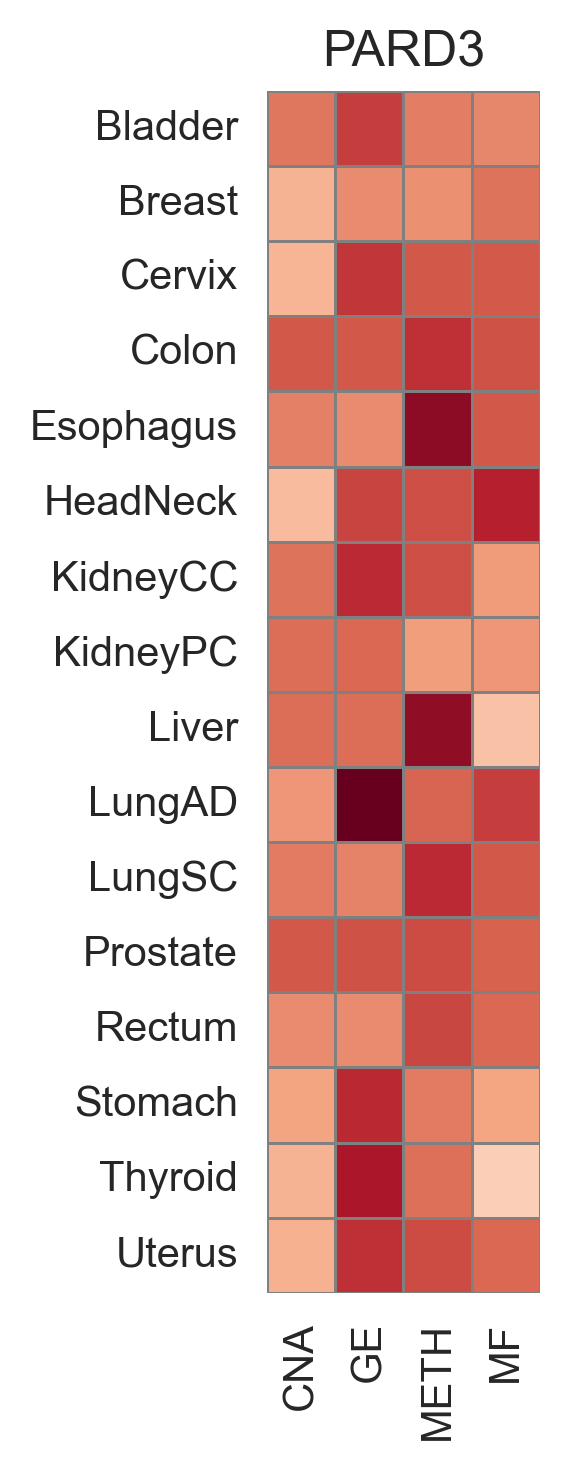 PARD3
Bladder
Breast
Cervix
Colon
Esophagus
HeadNeck
KidneyCC
KidneyPC
Liver
LungAD
LungSC
Prostate
Rectum
Stomach
Thyroid
Uterus
CNA
GE
METH
MF